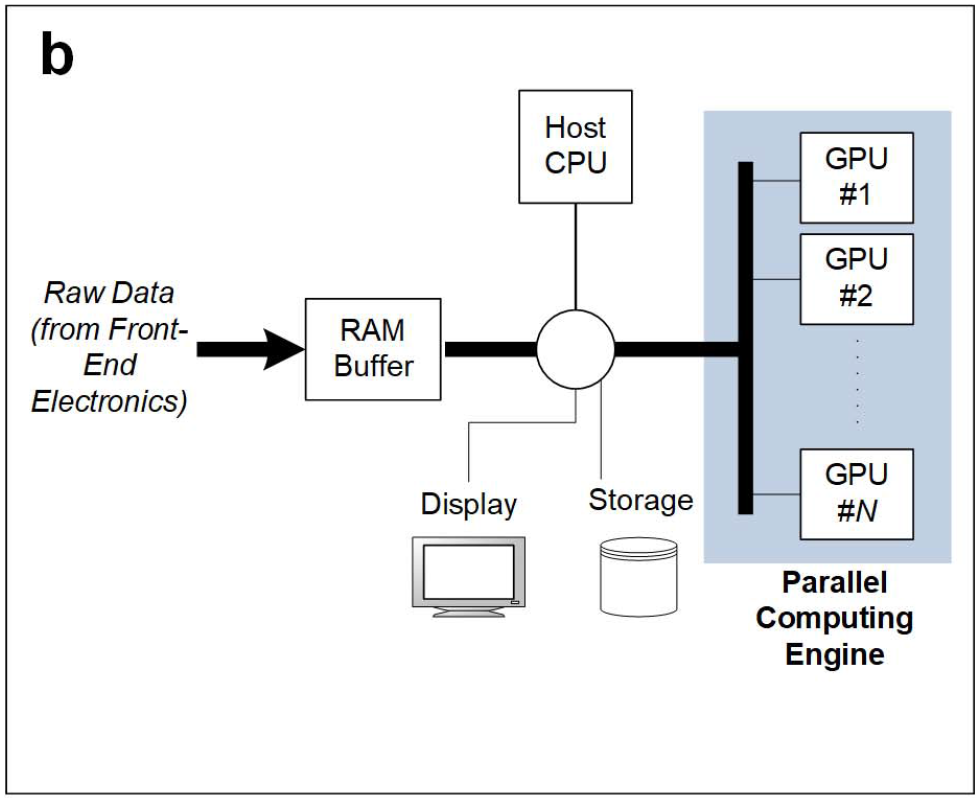 b
Host
CPU
Raw Data
(from Front-
End
Electronics)
RAM
Buffer
GPU
#1
GPU
#2
GPU
#N
Display
Storage
Parallel
Computing
Engine